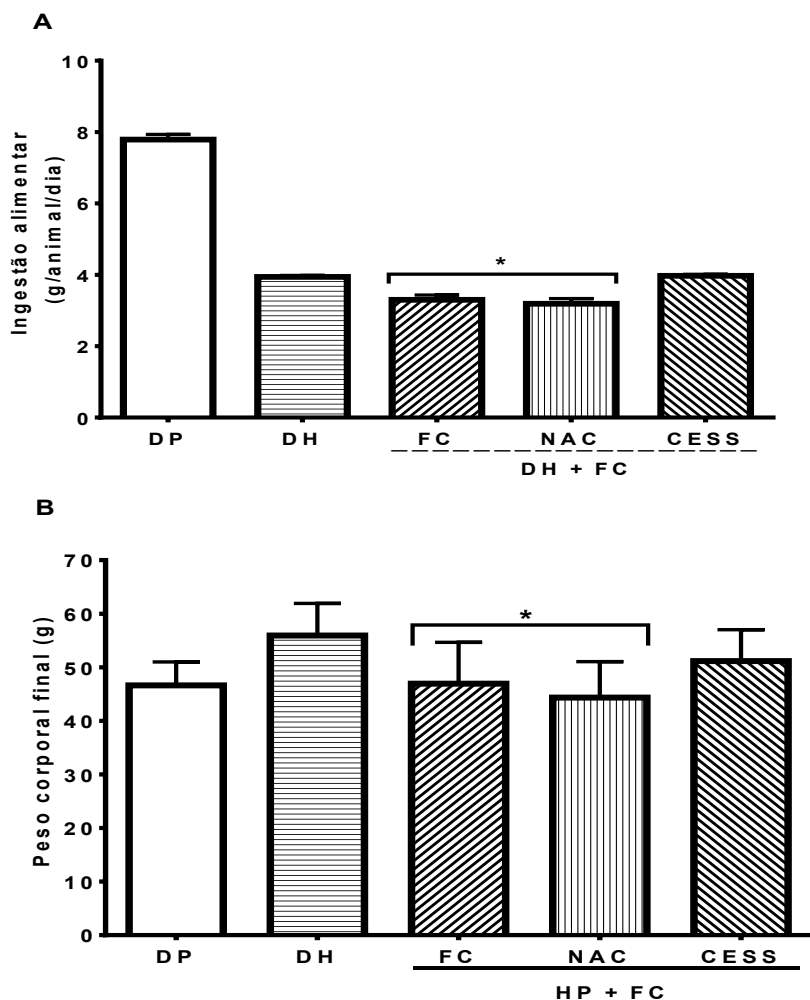 A
Ingestão alimentar
(g/animal/dia)
10
8
6
4
2
0
*
DP DH FC NAC CESS
DH + FC
B
Peso corporal final (g)
70
60
50
40
30
20
10
0
*
DP DH FC NAC CESS
HP + FC